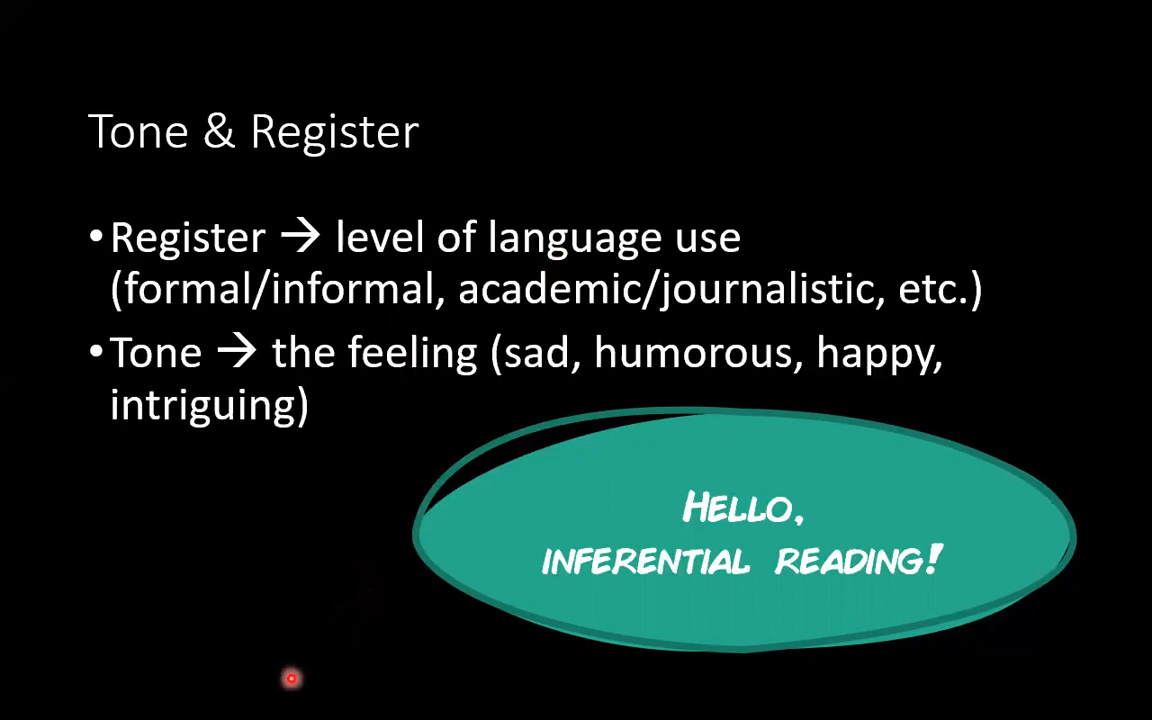 Tone & Register
•Register → level of language use
(formal/informal, academic/journalistic, etc.)
•Tone → the feeling (sad, humorous, happy,
intriguing)
HELLO,
INFERENTIAL READING!